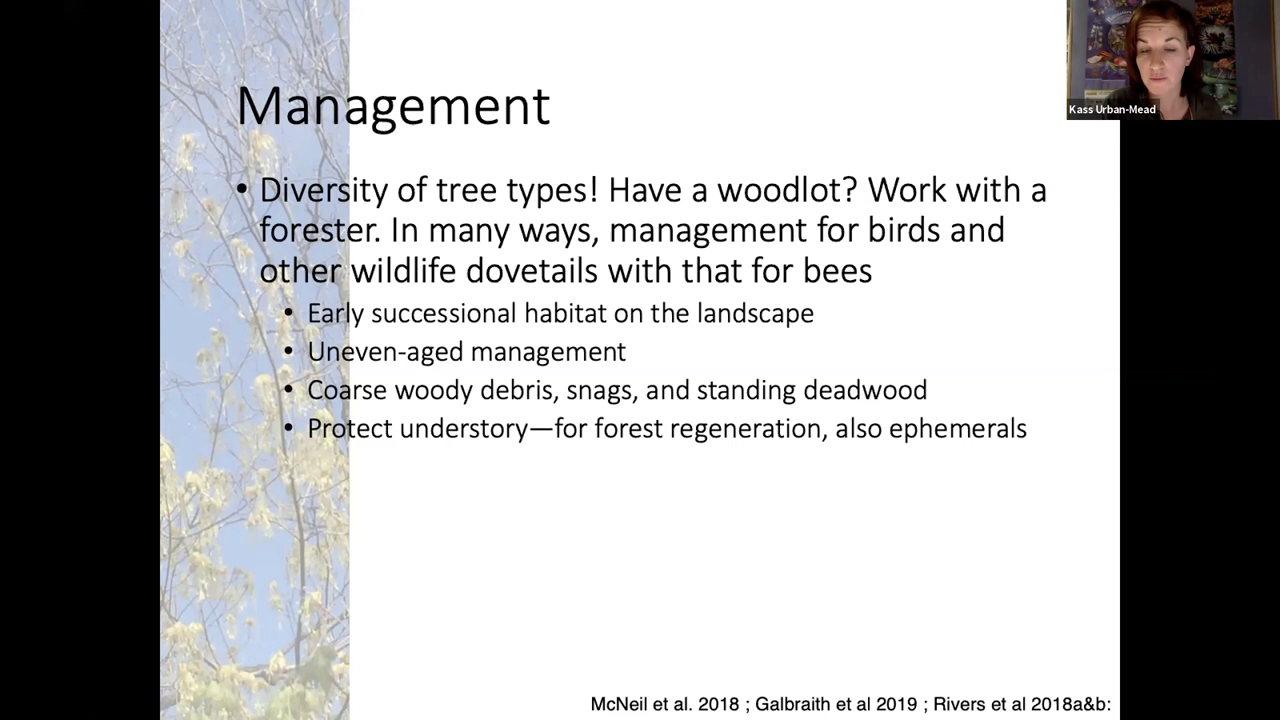 Management
• Diversity of tree types! Have a woodlot? Work with a
forester. In many ways, management for birds and
other wildlife dovetails with that for bees
• Early successional habitat on the landscape
• Uneven-aged management
• Coarse woody debris, snags, and standing deadwood
• Protect understory—for forest regeneration, also ephemerals
McNeil et al. 2018 ; Galbraith et al 2019 ; Rivers et al 2018a&b:
Kass Urban-Mead